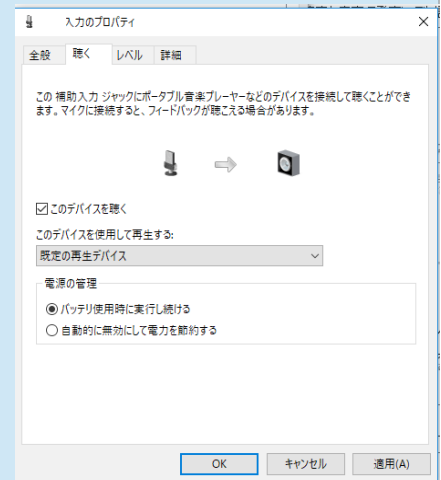 入力のプロパティ
全般
聴く
レベル
詳細
この 補助入力 ジャックにポータブル音楽プレーヤーなどのデバイスを接続して聴くことができ
ます。マイクに接続すると、フィードバックが聴こえる場合があります。
このデバイスを聴く
このデバイスを使用して再生する:
既定の再生デバイス
電源の管理
バッテリ使用時に実行し続ける
自動的に無効にして電力を節約する
OK
キャンセル
適用(A)